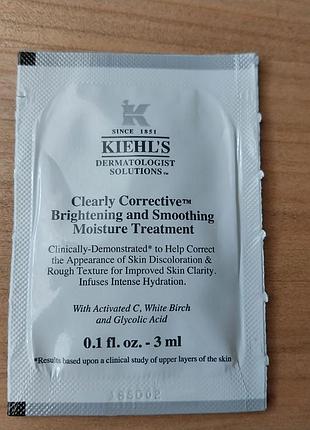 K
SINCE 1851
KIEHL'S
DERMATOLOGIST
SOLUTIONS™
Clearly Corrective™
Brightening and Smoothing
Moisture Treatment
Clinically-Demonstrated* to Help Correct
the Appearance of Skin Discoloration &
Rough Texture for Improved Skin Clarity.
Infuses Intense Hydration.
With Activated C, White Birch
and Glycolic Acid
0.1 fl. oz. - 3 ml
*Results based upon a clinical study of upper layers of the skin